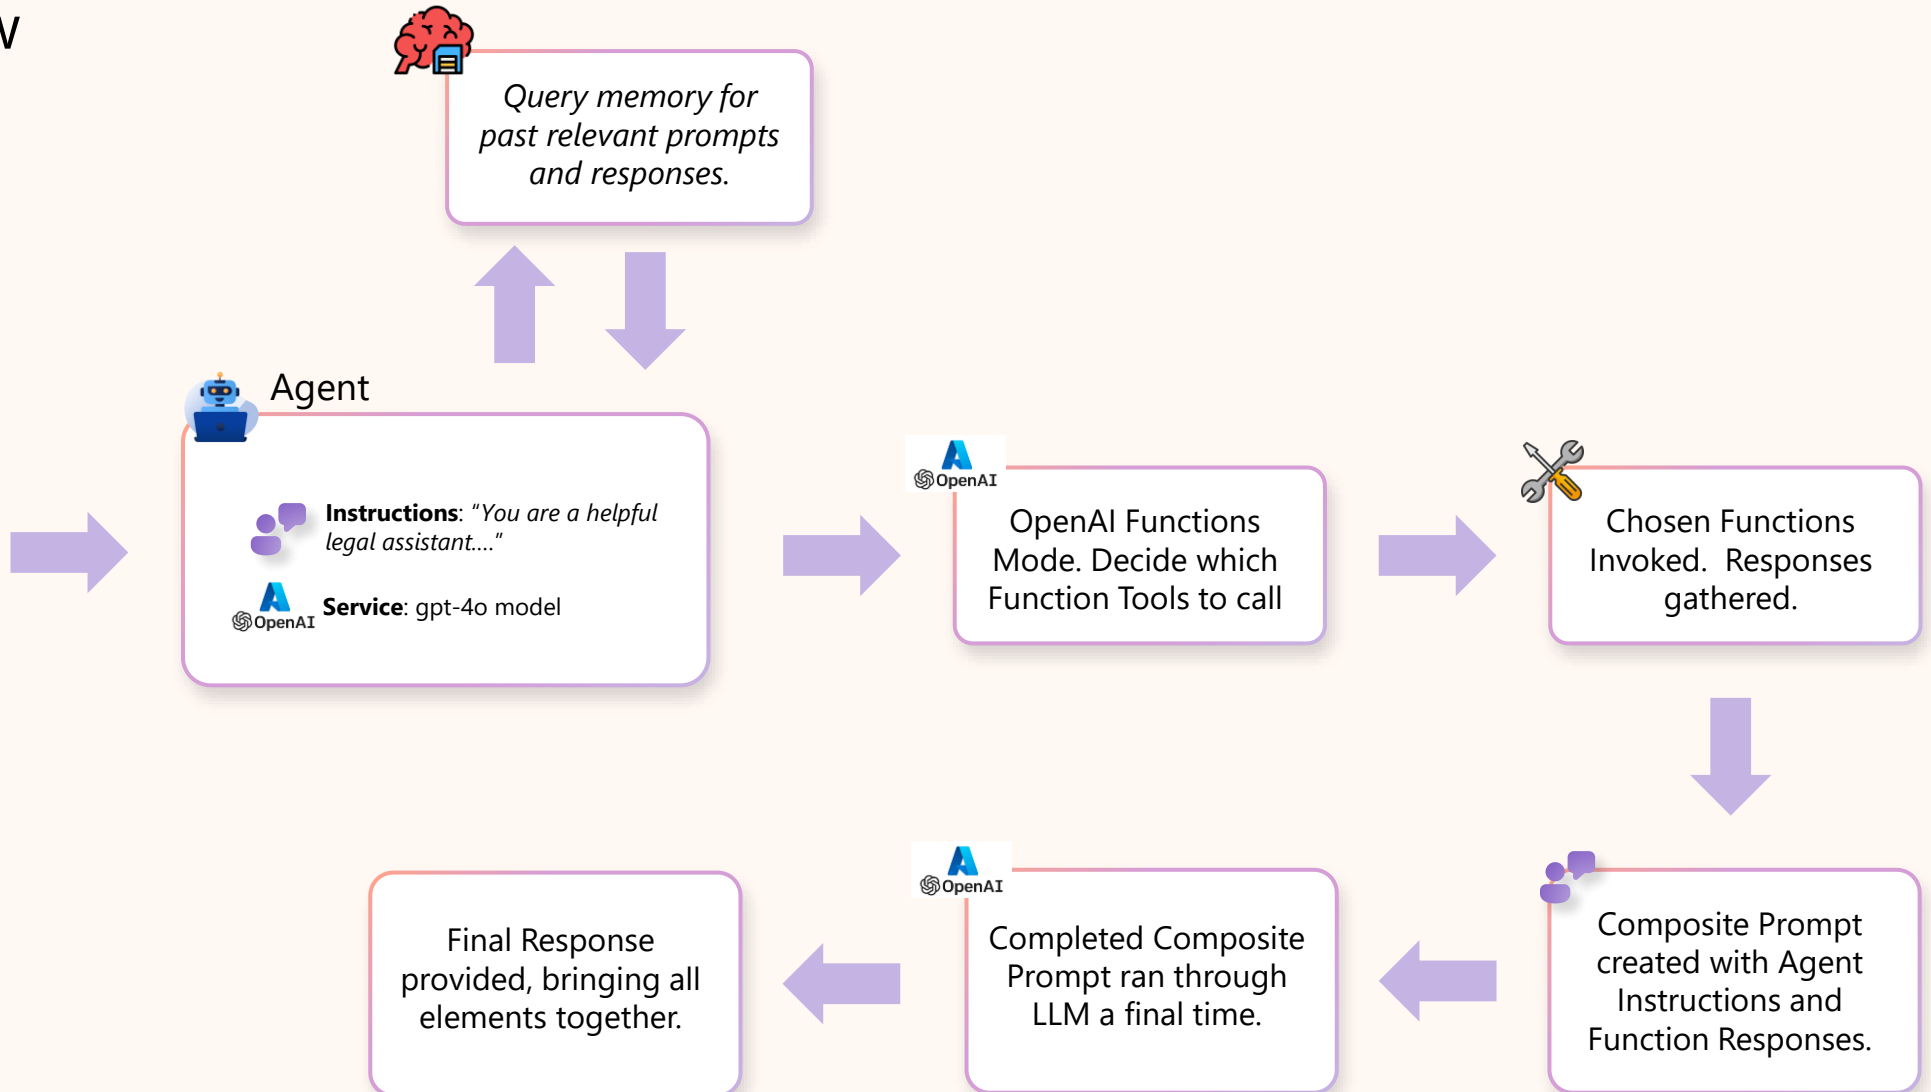 Query memory for
past relevant prompts
and responses.
Agent
Instructions: “You are a helpful
legal assistant....”
OpenAI
Service: gpt-4o model
OpenAI
OpenAI Functions
Mode. Decide which
Function Tools to call
Chosen Functions
Invoked.  Responses
gathered.
Composite Prompt
created with Agent
Instructions and
Function Responses.
OpenAI
Completed Composite
Prompt ran through
LLM a final time.
Final Response
provided, bringing all
elements together.